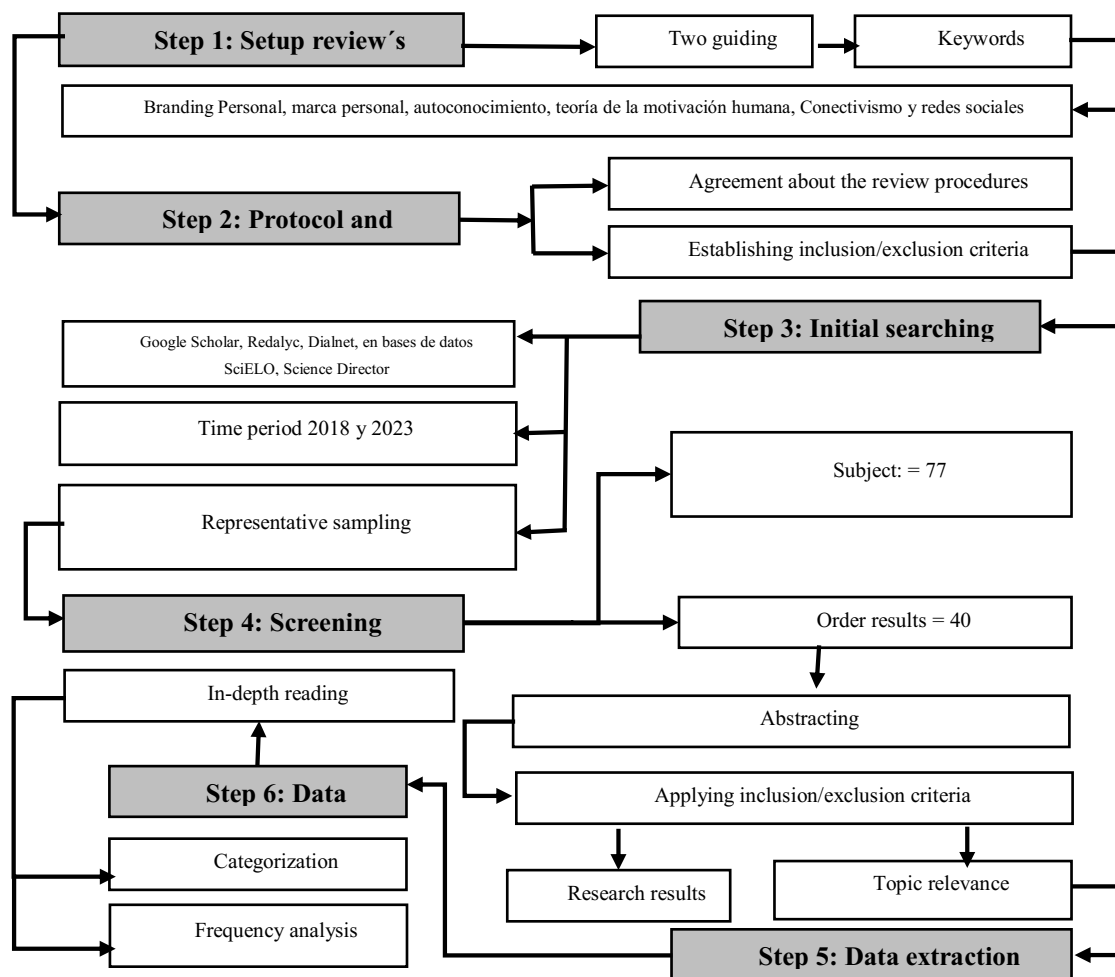 Step 1: Setup review´s
Two guiding
Keywords
Branding Personal, marca personal, autoconocimiento, teoría de la motivación humana, Conectivismo y redes sociales
Step 2: Protocol and
Agreement about the review procedures
Establishing inclusion/exclusion criteria
Step 3: Initial searching
Google Scholar, Redalyc, Dialnet, en bases de datos
SciELO, Science Director
Time period 2018 y 2023
Representative sampling
Subject: = 77
Step 4: Screening
Order results = 40
Abstracting
Applying inclusion/exclusion criteria
Research results
Topic relevance
Step 5: Data extraction
Step 6: Data
In-depth reading
Categorization
Frequency analysis